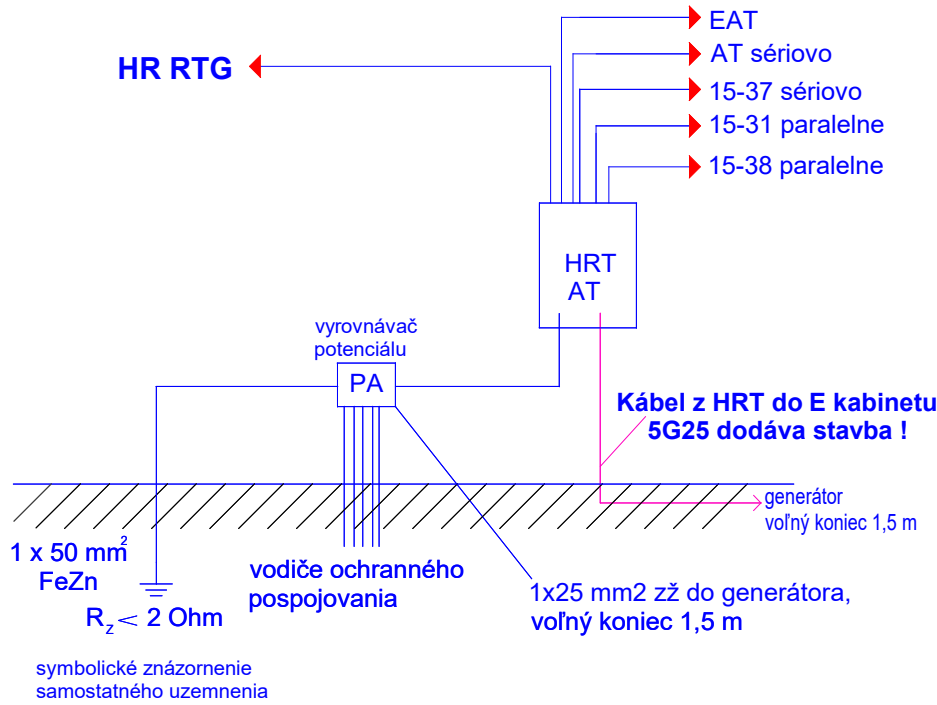 EAT
HR RTG
AT sériovo
15-37 sériovo
15-31 paralelne
15-38 paralelne
HRT
AT
vyrovnávač
potenciálu
PA
Kábel z HRT do E kabinetu
5G25 dodáva stavba !
generátor
voľný koniec 1,5 m
1 x 50 mm²
FeZn
R_z < 2 Ohm
vodiče ochranného
pospojovania
1x25 mm2 zž do generátora,
voľný koniec 1,5 m
symbolické znázornenie
samostatného uzemnenia